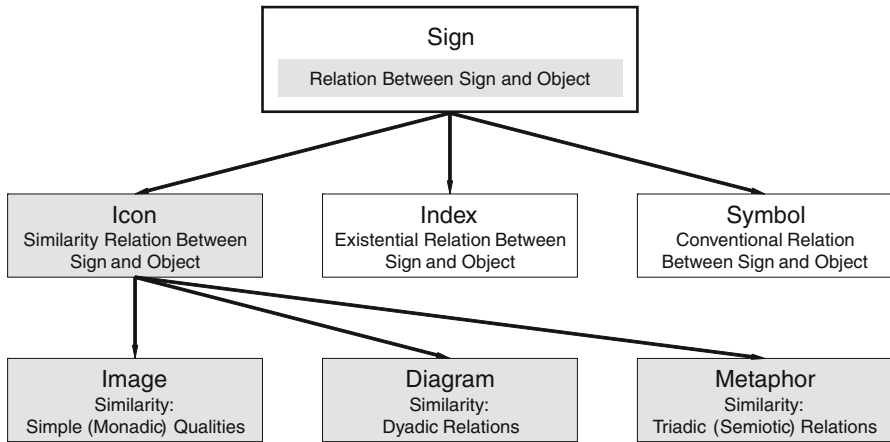 Sign
Relation Between Sign and Object
Icon
Similarity Relation Between
Sign and Object
Index
Existential Relation Between
Sign and Object
Symbol
Conventional Relation
Between Sign and Object
Image
Similarity:
Simple (Monadic) Qualities
Diagram
Similarity:
Dyadic Relations
Metaphor
Similarity:
Triadic (Semiotic) Relations